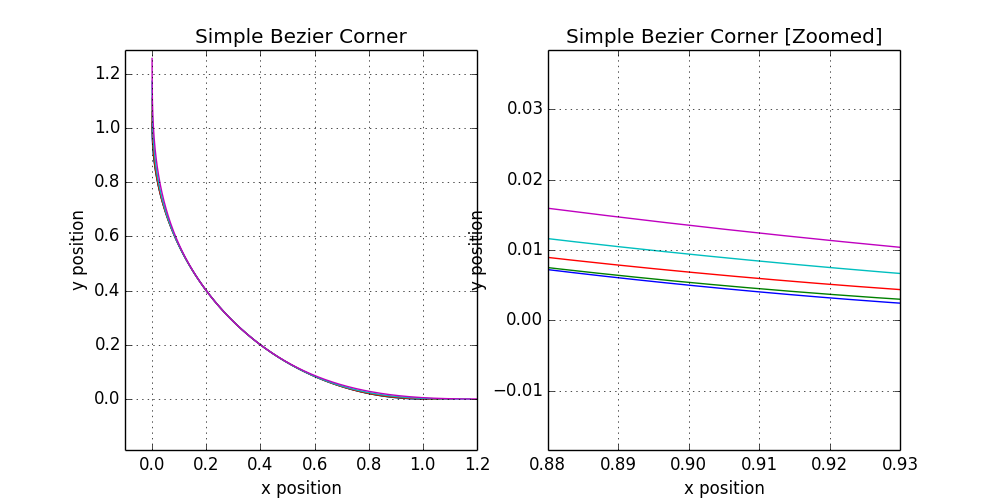 Simple Bezier Corner
1.2
1.0
0.8
0.6
0.4
0.2
0.0
y position
0.0 0.2 0.4 0.6 0.8 1.0 1.2
x position
Simple Bezier Corner [Zoomed]
0.03
0.02
0.01
0.00
−0.01
y position
0.88 0.89 0.90 0.91 0.92 0.93
x position